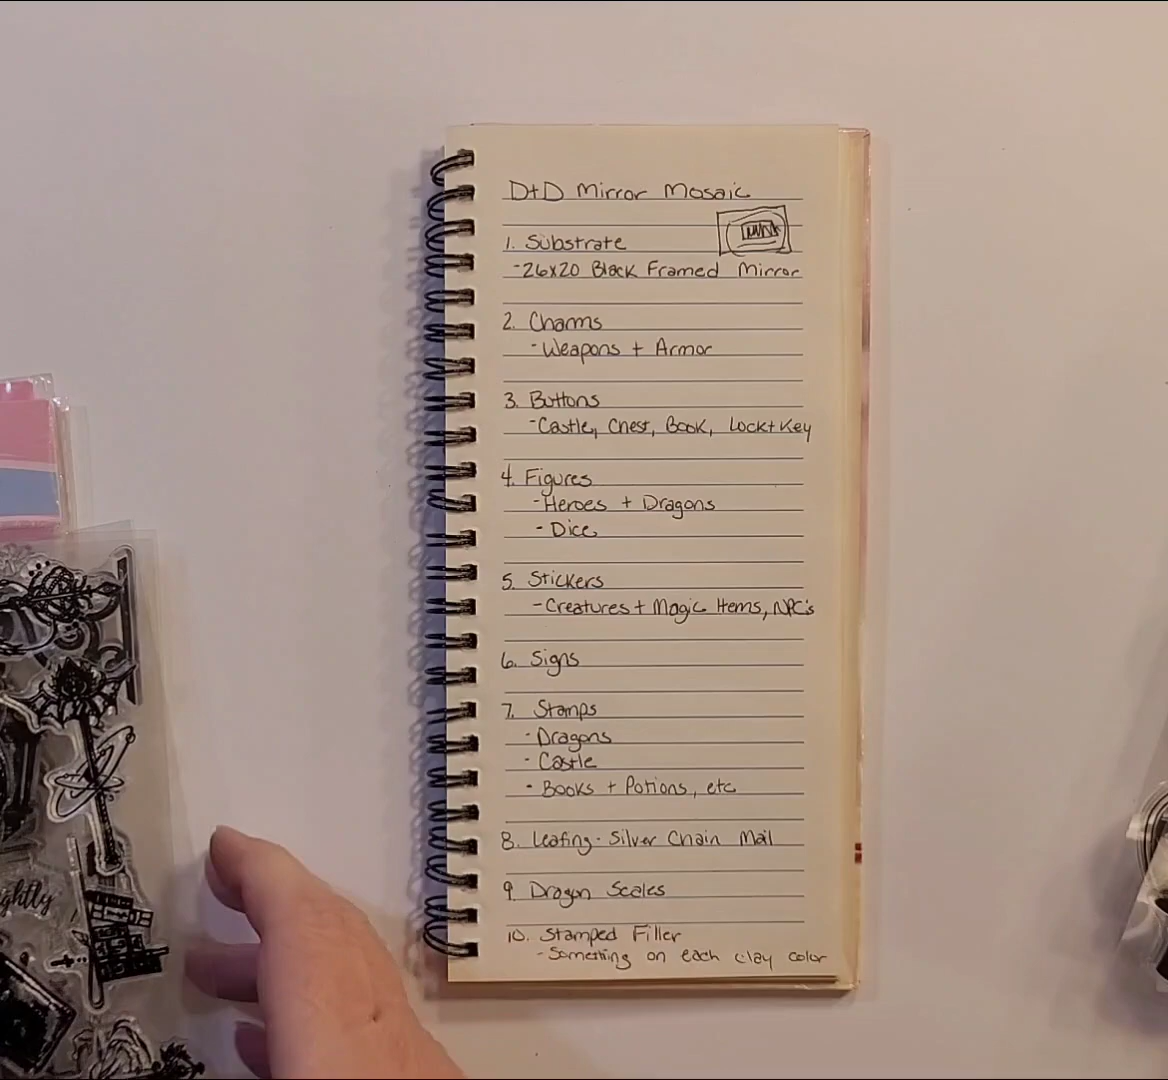 D+D Mirror Mosaic
1. Substrate
-26x20 Black Framed Mirror
2. Charms
-Weapons + Armor
3. Buttons
-Castle, Chest, Book, Lock+Key
4. Figures
-Heroes + Dragons
- Dice
5. Stickers
-Creatures + Magic Items, NPC's
6. Signs
7. Stamps
- Dragons
- Castle
- Books + Potions, etc
8. Leafing - Silver Chain Mail
9. Dragon Scales
10. Stamped Filler
-Something on each clay color
ghtly